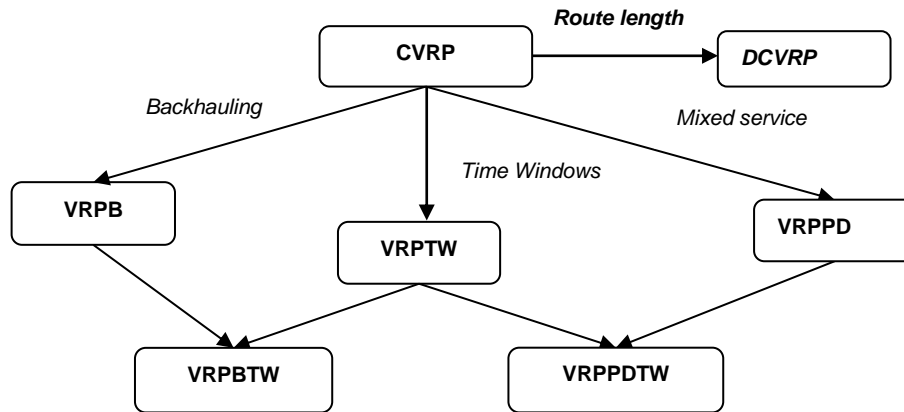 Route length
CVRP
DCVRP
Backhauling
Mixed service
Time Windows
VRPB
VRPTW
VRPPD
VRPBTW
VRPPDTW